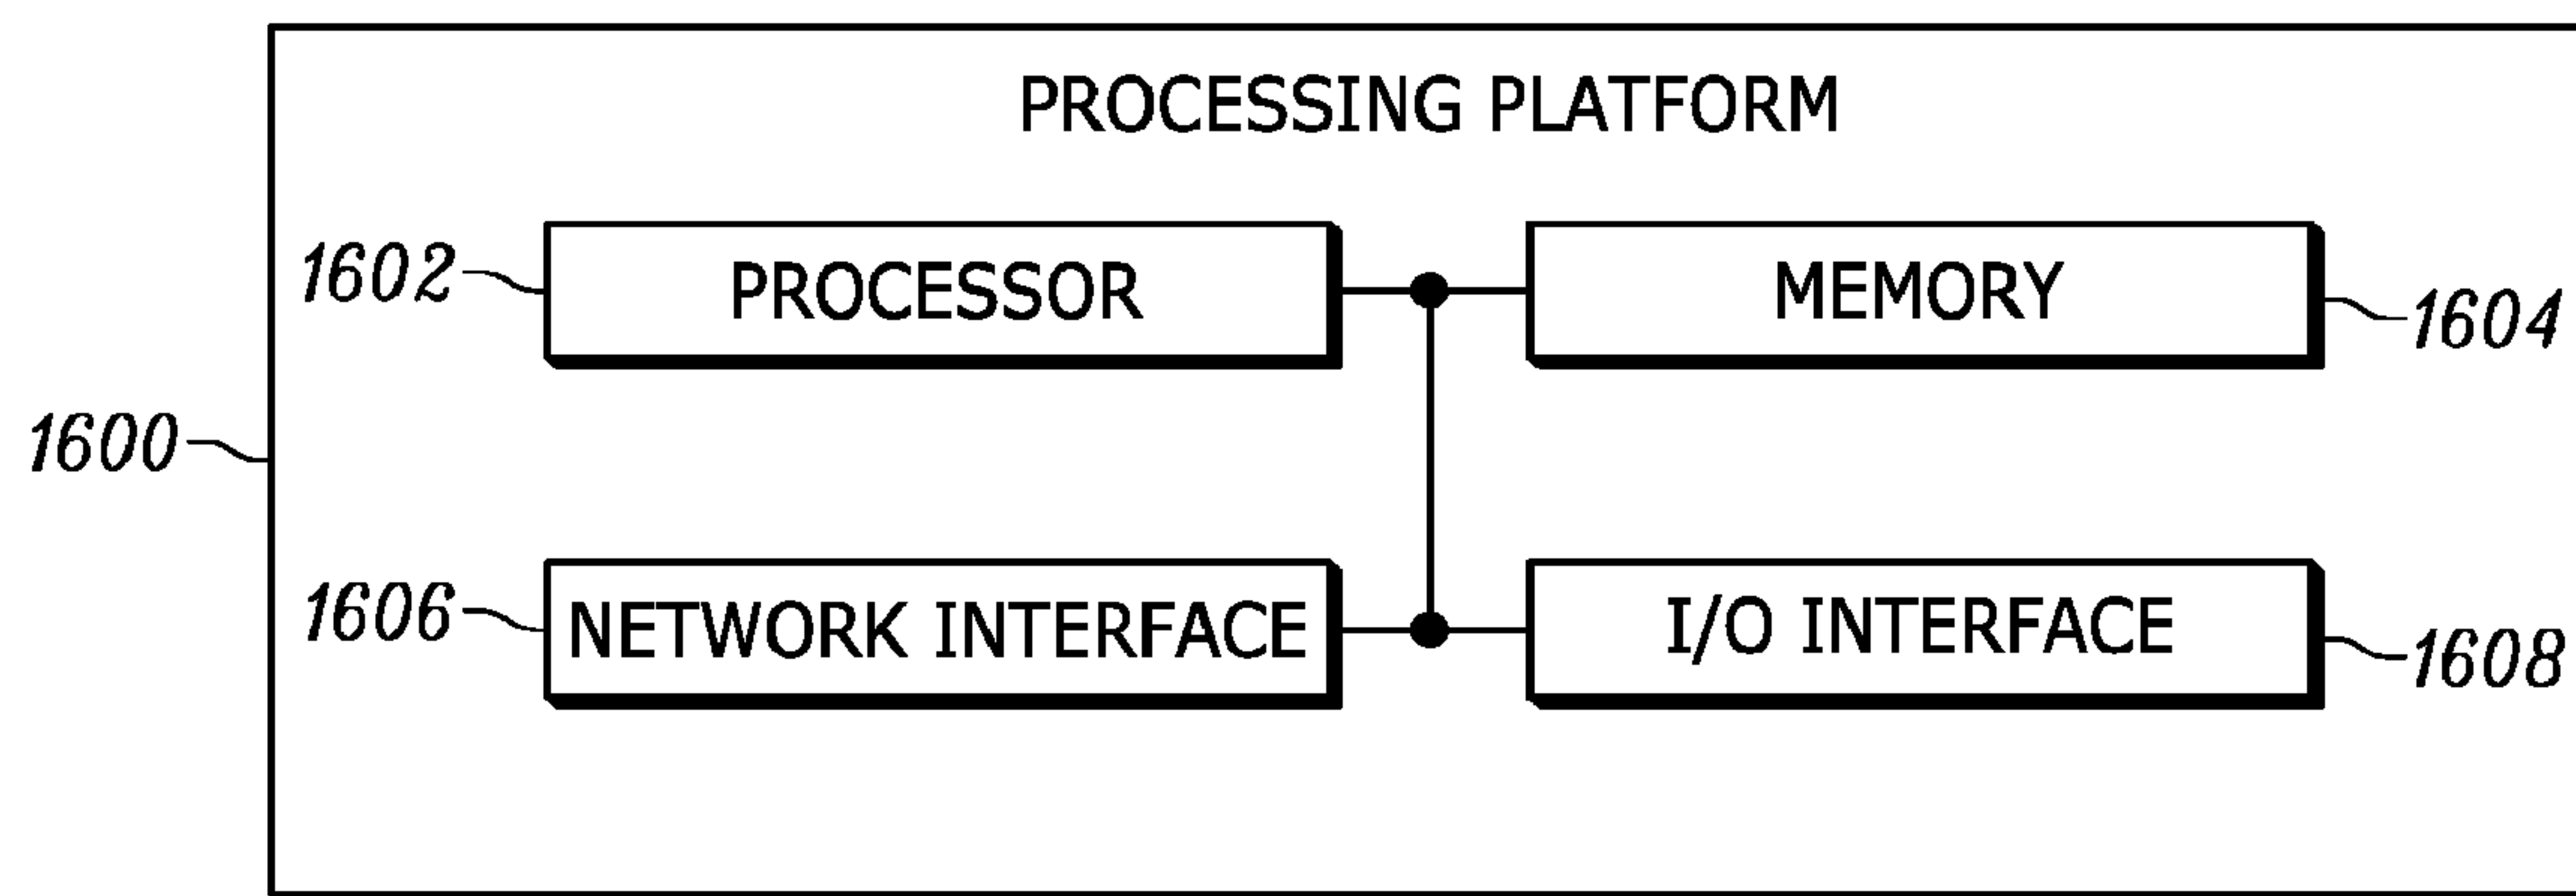 PROCESSING PLATFORM
1602 PROCESSOR MEMORY 1604
1600
1606 NETWORK INTERFACE I/O INTERFACE 1608